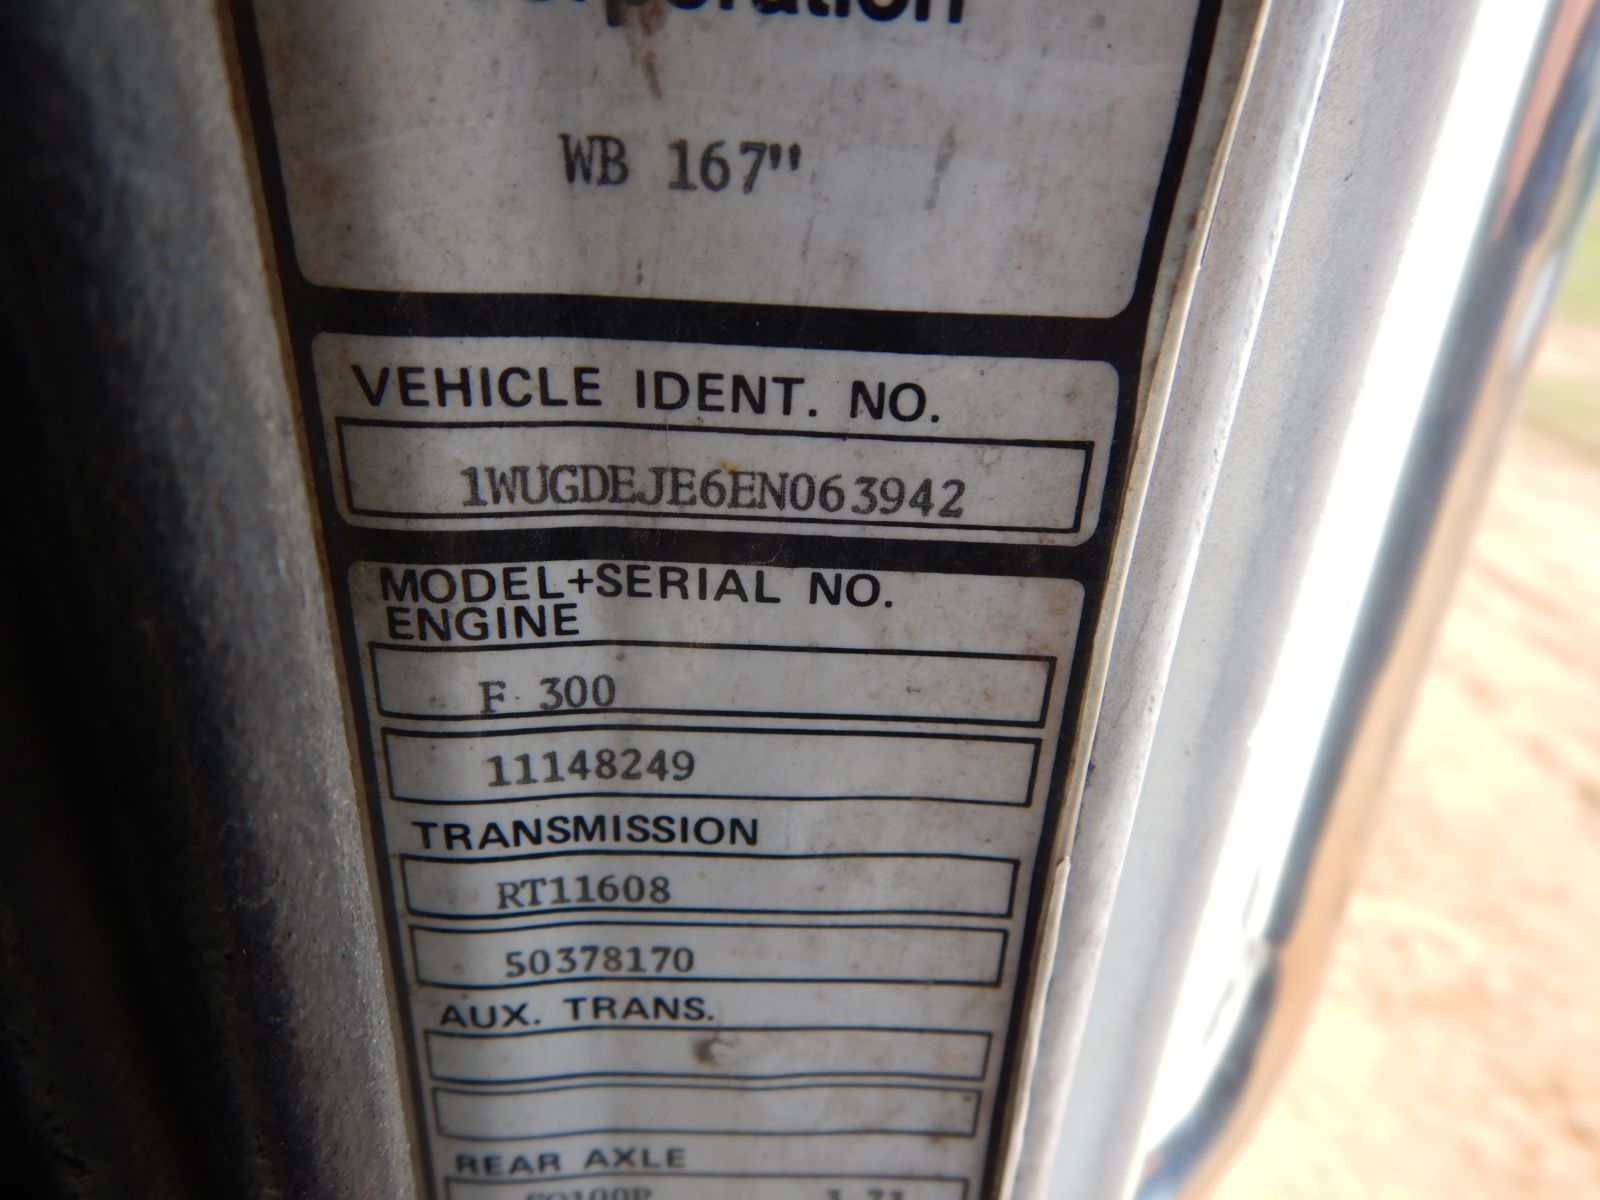 Corporation
WB 167"
VEHICLE IDENT. NO.
1WUGDEJE6EN063942
MODEL+SERIAL NO.
ENGINE
F 300
11148249
TRANSMISSION
RT11608
50378170
AUX. TRANS.
REAR AXLE